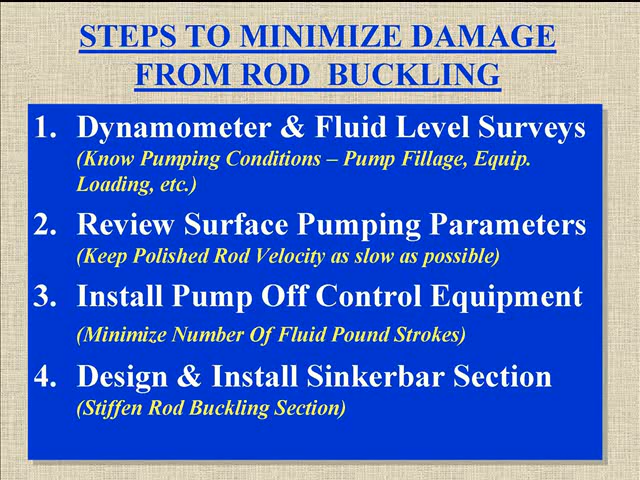 STEPS TO MINIMIZE DAMAGE
FROM ROD BUCKLING
1. Dynamometer & Fluid Level Surveys
(Know Pumping Conditions – Pump Fillage, Equip.
Loading, etc.)
2. Review Surface Pumping Parameters
(Keep Polished Rod Velocity as slow as possible)
3. Install Pump Off Control Equipment
(Minimize Number Of Fluid Pound Strokes)
4. Design & Install Sinkerbar Section
(Stiffen Rod Buckling Section)